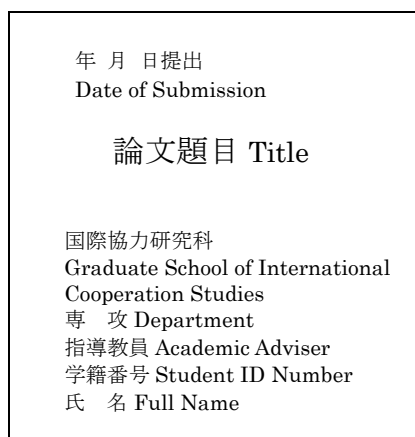 年 月 日提出
Date of Submission
論文題目 Title
国際協力研究科
Graduate School of International
Cooperation Studies
専　攻 Department
指導教員 Academic Adviser
学籍番号 Student ID Number
氏　名 Full Name